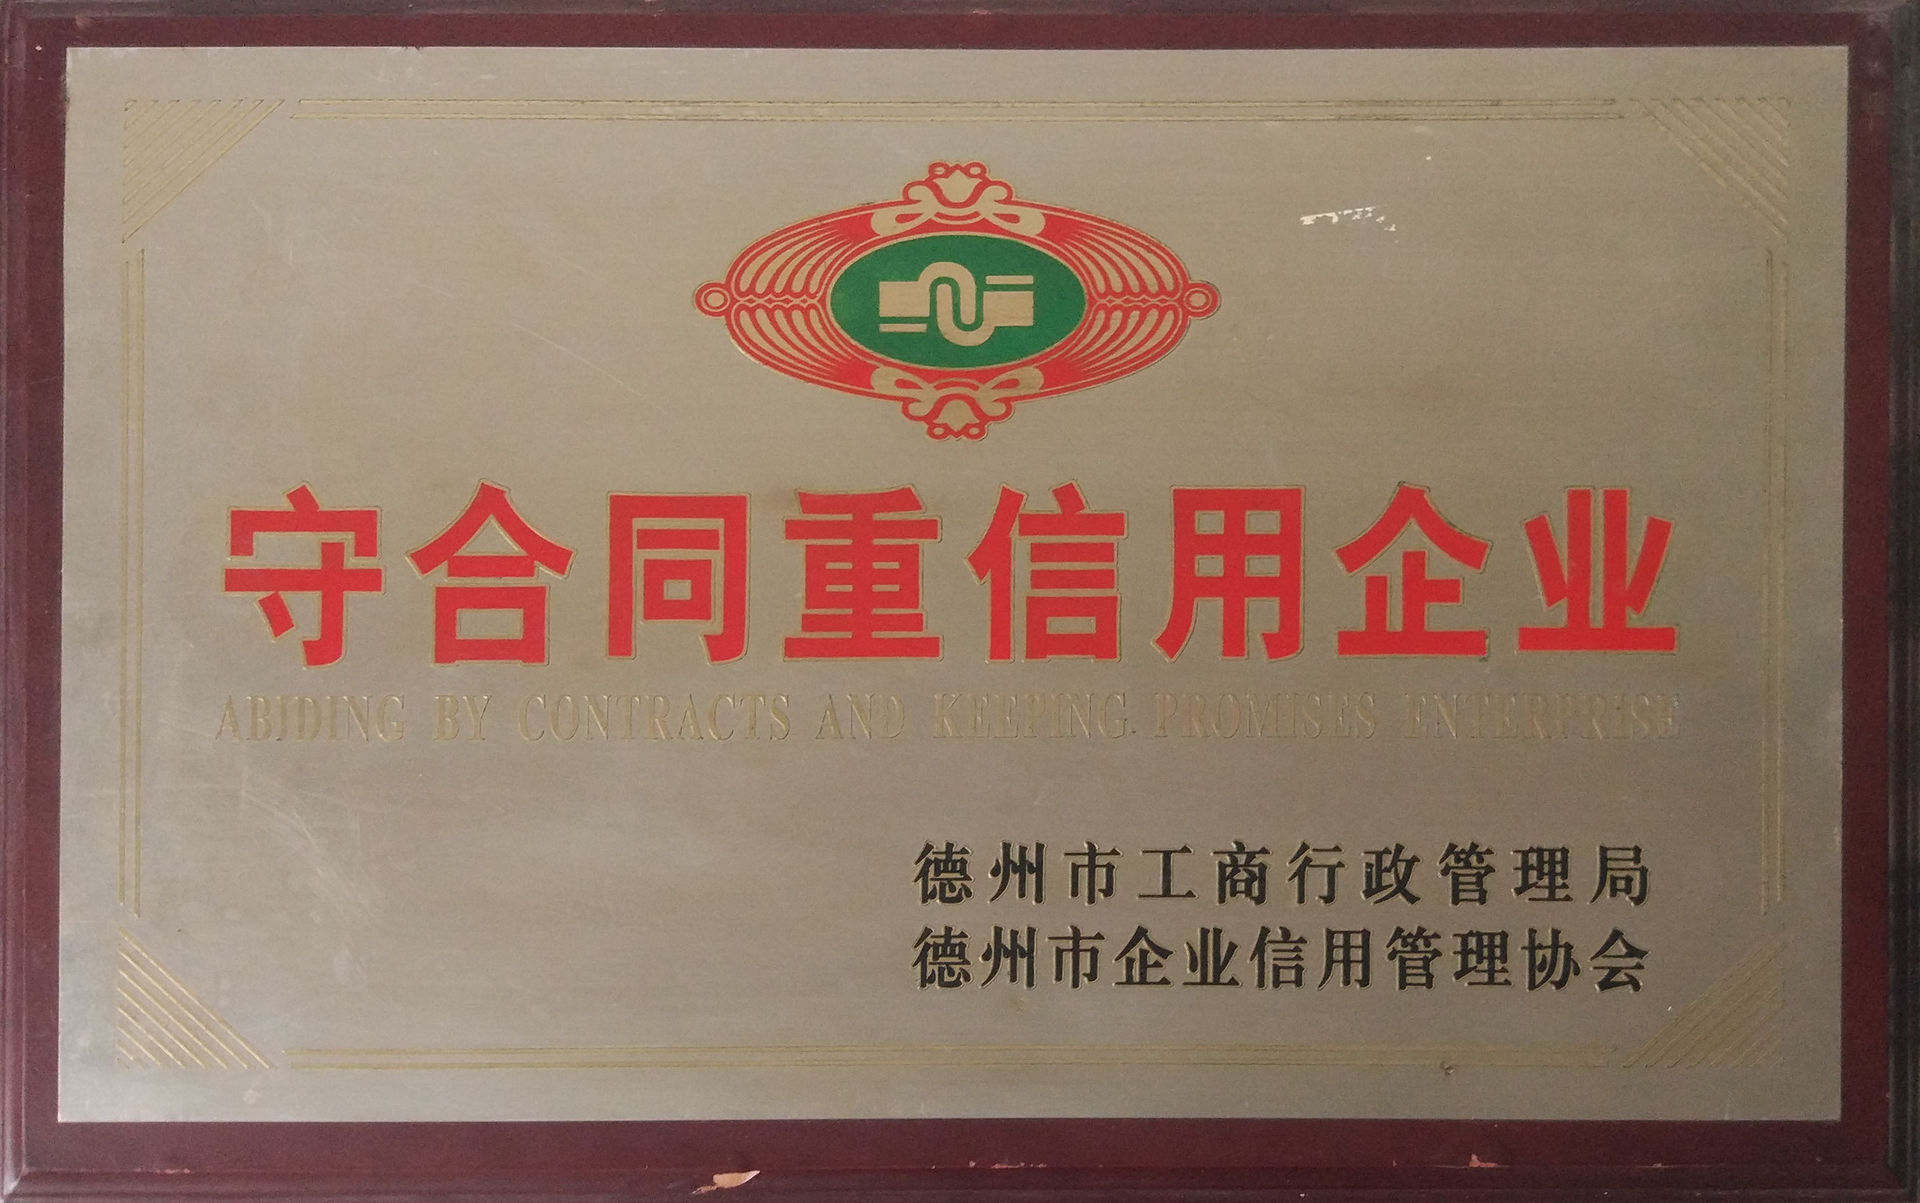 守合同重信用企业
ABIDING BY CONTRACTS AND KEEPING PROMISES ENTERPRISE
德州市工商行政管理局
德州市企业信用管理协会